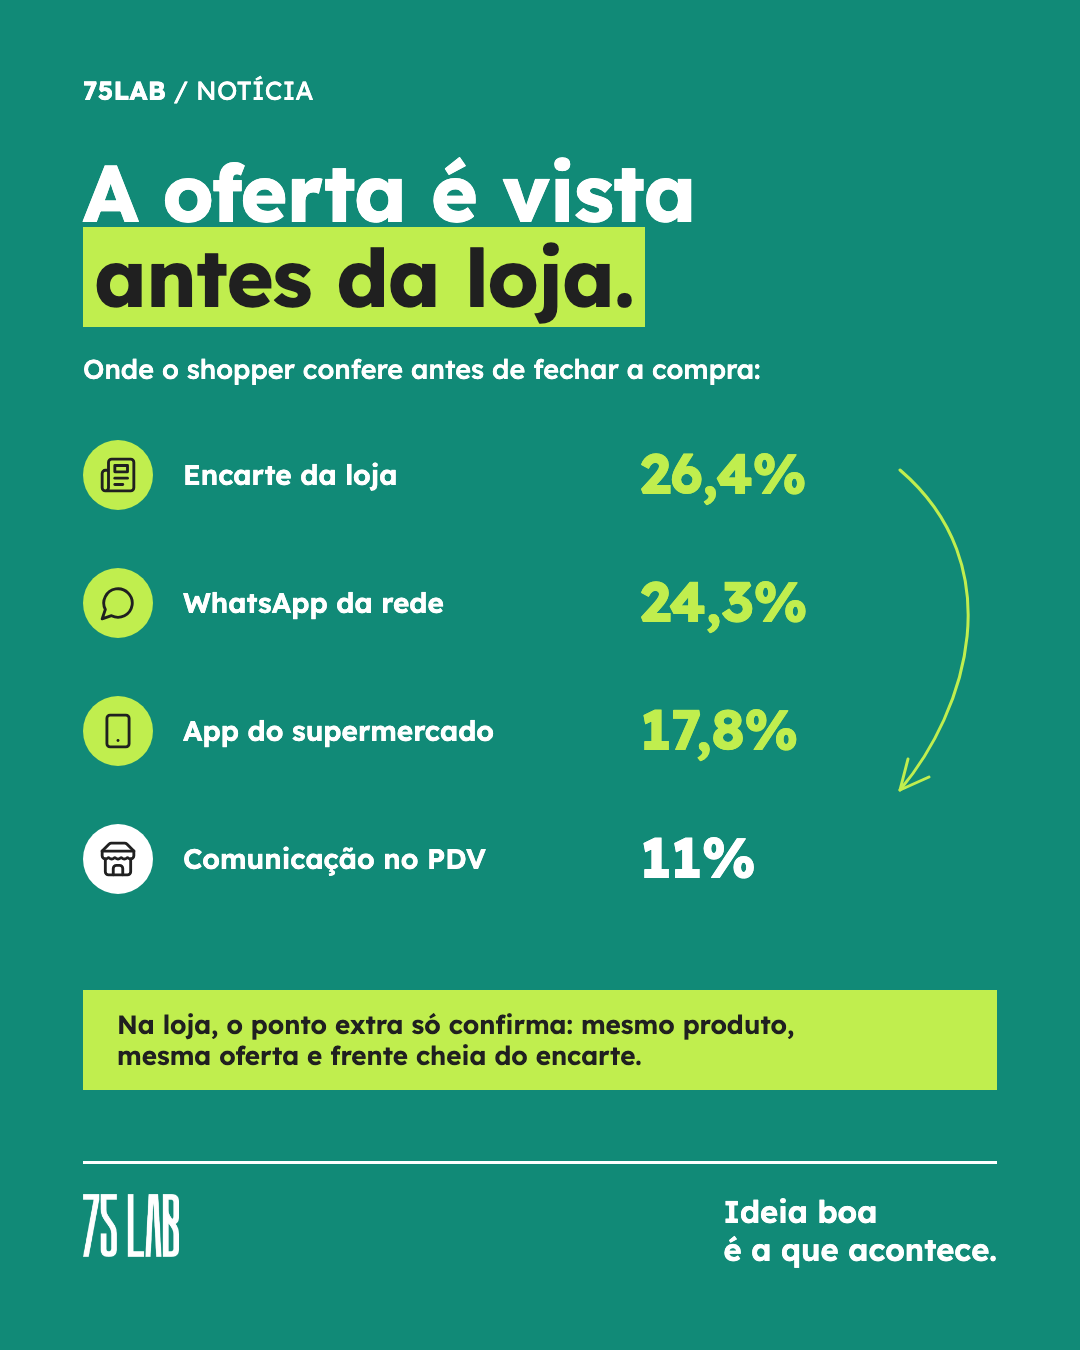 75LAB / NOTÍCIA
A oferta é vista
antes da loja.
Onde o shopper confere antes de fechar a compra:
Encarte da loja 26,4%
WhatsApp da rede 24,3%
App do supermercado 17,8%
Comunicação no PDV 11%
Na loja, o ponto extra só confirma: mesmo produto,
mesma oferta e frente cheia do encarte.
75 LAB
Ideia boa
é a que acontece.